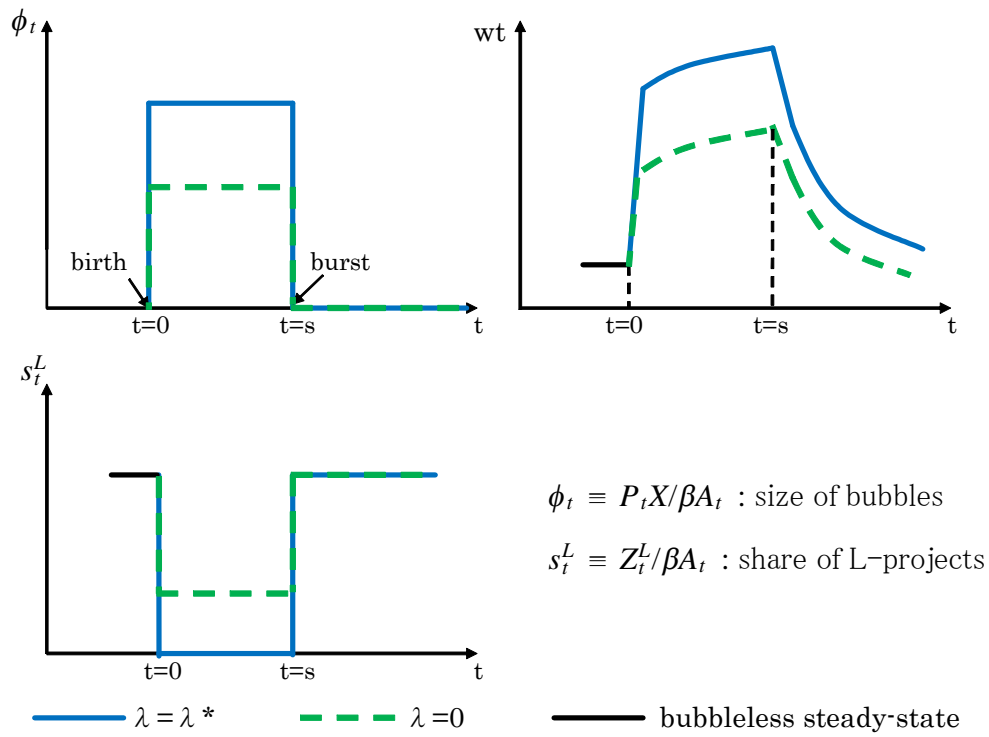 ϕt
birth
burst
t=0
t=s
t
wt
t=0
t=s
t
s_t^L
t=0
t=s
t
ϕt ≡ PtX/βAt : size of bubbles
s_t^L ≡ Z_t^L/βAt : share of L-projects
λ = λ*
λ =0
bubbleless steady-state